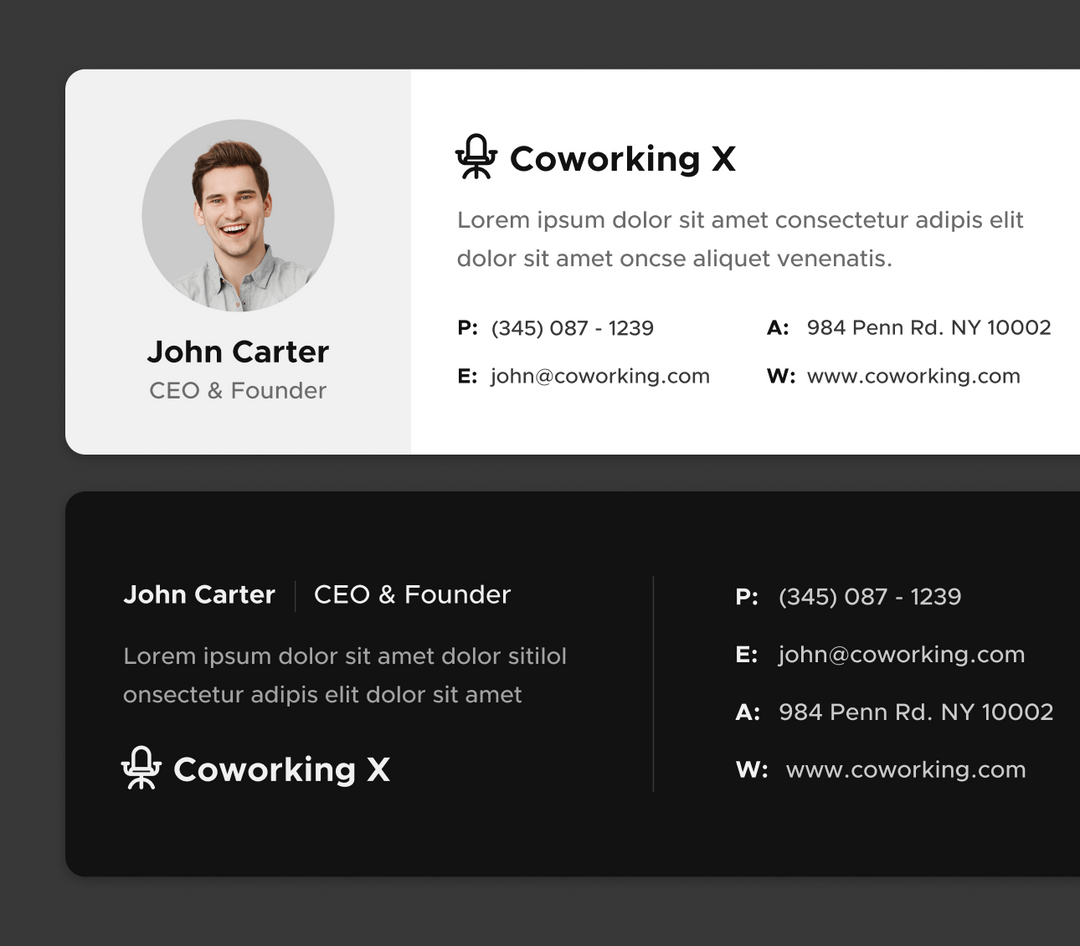 Coworking X
Lorem ipsum dolor sit amet consectetur adipis elit
dolor sit amet oncse aliquet venenatis.
P: (345) 087 - 1239
A: 984 Penn Rd. NY 10002
E: john@coworking.com
W: www.coworking.com
John Carter
CEO & Founder
John Carter CEO & Founder
Lorem ipsum dolor sit amet dolor sitilol
onsectetur adipis elit dolor sit amet
Coworking X
P: (345) 087 - 1239
E: john@coworking.com
A: 984 Penn Rd. NY 10002
W: www.coworking.com